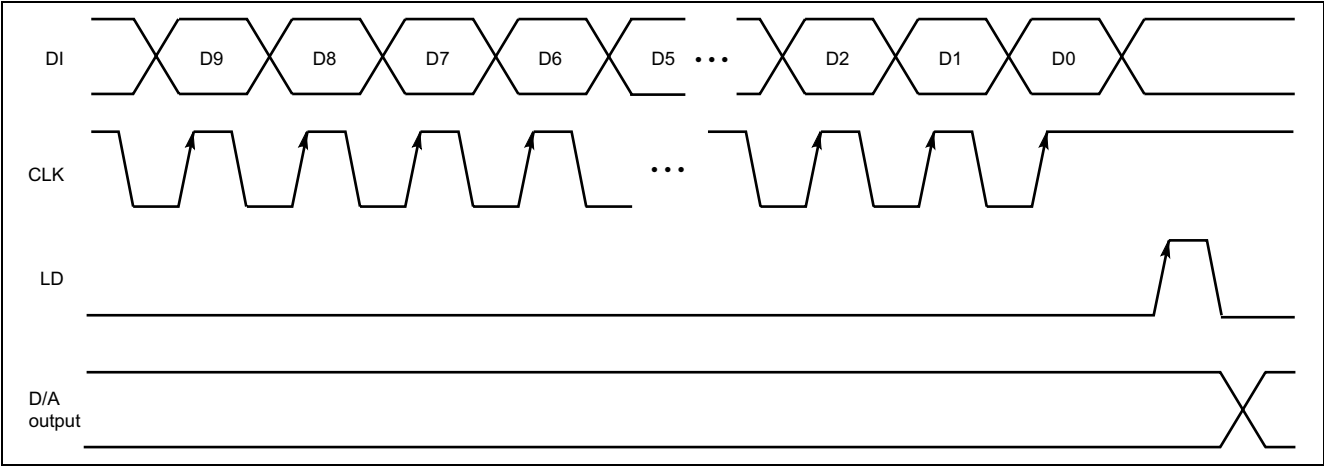 DI D9 D8 D7 D6 D5 ••• D2 D1 D0
CLK •••
LD
D/A
output